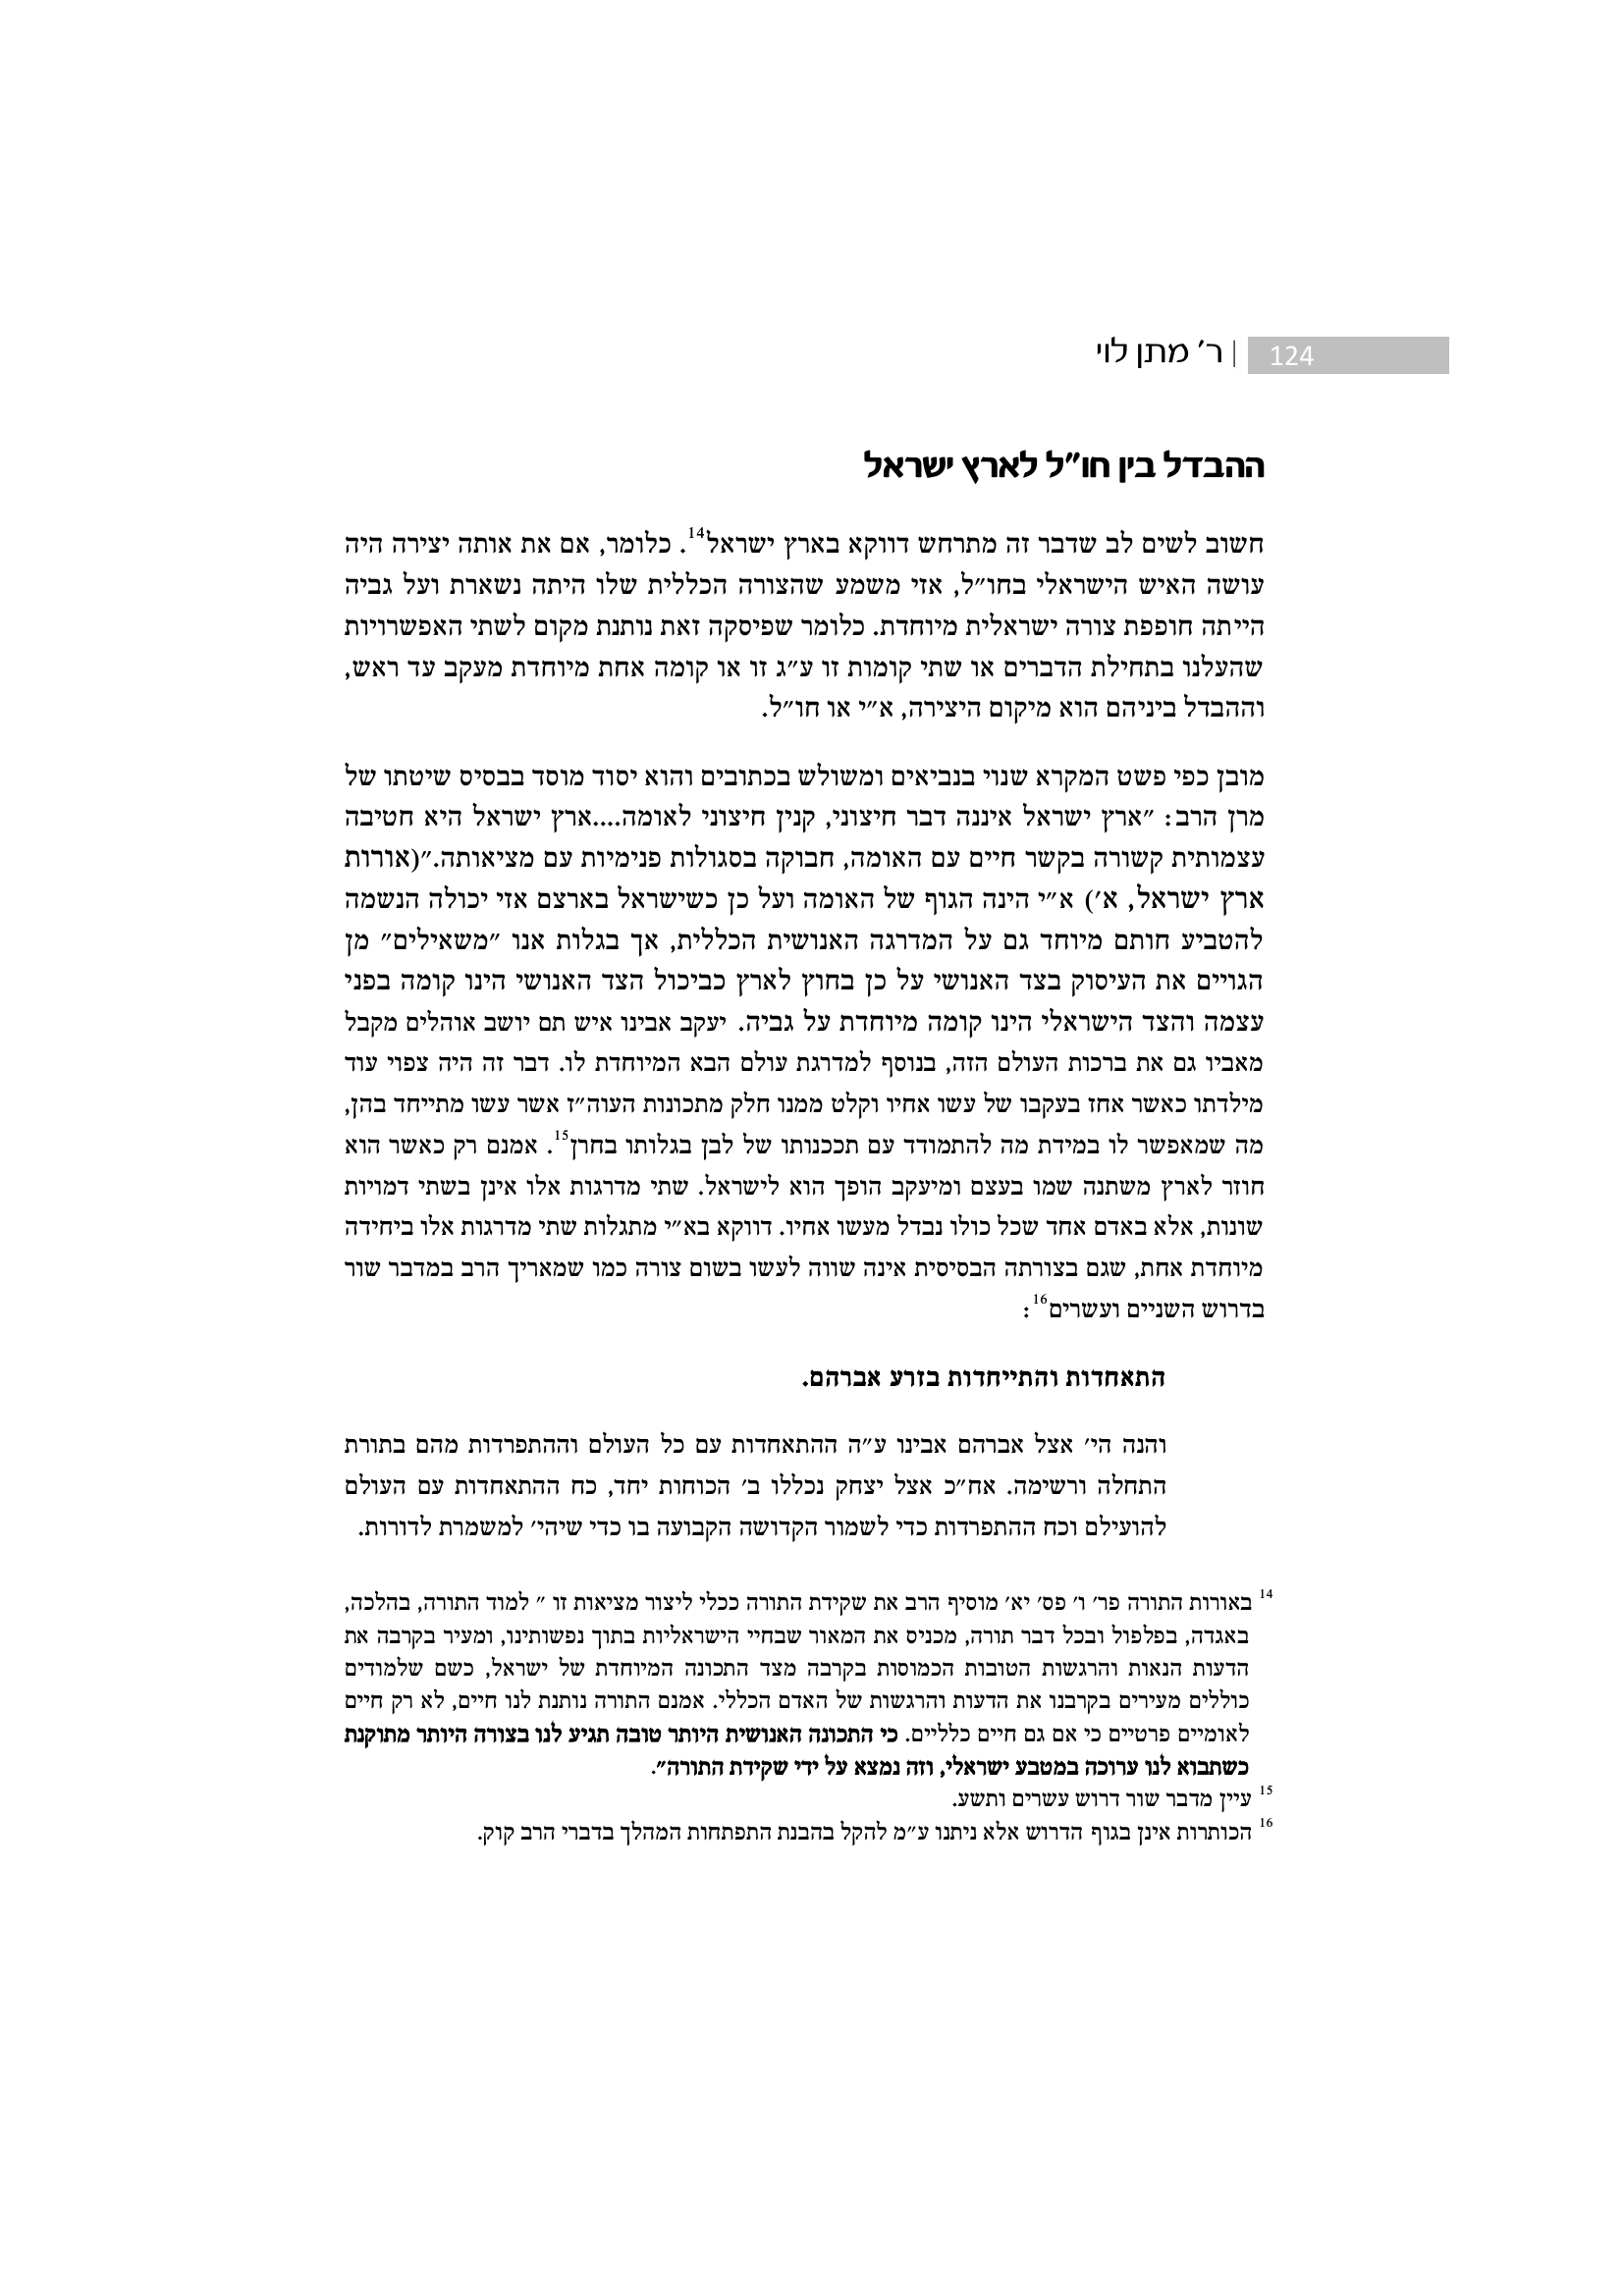 124 | ר' מתן לוי
ההבדל בין חו"ל לארץ ישראל
חשוב לשים לב שדבר זה מתרחש דווקא בארץ ישראל14. כלומר, אם את אותה יצירה היה
עושה האיש הישראלי בחו"ל, אזי משמע שהצורה הכללית שלו היתה נשארת ועל גביה
הייתה חופפת צורה ישראלית מיוחדת. כלומר שפיסקה זאת נותנת מקום לשתי האפשרויות
שהעלנו בתחילת הדברים או שתי קומות זו ע"ג זו או קומה אחת מיוחדת מעקב עד ראש,
וההבדל ביניהם הוא מיקום היצירה, א"י או חו"ל.
מובן כפי פשט המקרא שנוי בנביאים ומשולש בכתובים והוא יסוד מוסד בבסיס שיטתו של
מרן הרב: "ארץ ישראל איננה דבר חיצוני, קנין חיצוני לאומה....ארץ ישראל היא חטיבה
עצמותית קשורה בקשר חיים עם האומה, חבוקה בסגולות פנימיות עם מציאותה."(אורות
ארץ ישראל, א') א"י הינה הגוף של האומה ועל כן כשישראל בארצם אזי יכולה הנשמה
להטביע חותם מיוחד גם על המדרגה האנושית הכללית, אך בגלות אנו "משאילים" מן
הגויים את העיסוק בצד האנושי על כן בחוץ לארץ כביכול הצד האנושי הינו קומה בפני
עצמה והצד הישראלי הינו קומה מיוחדת על גביה. יעקב אבינו איש תם יושב אוהלים מקבל
מאביו גם את ברכות העולם הזה, בנוסף למדרגת עולם הבא המיוחדת לו. דבר זה היה צפוי עוד
מילדתו כאשר אחז בעקבו של עשו אחיו וקלט ממנו חלק מתכונות העוה"ז אשר עשו מתייחד בהן,
מה שמאפשר לו במידת מה להתמודד עם תככנותו של לבן בגלותו בחרן15. אמנם רק כאשר הוא
חוזר לארץ משתנה שמו בעצם ומיעקב הופך הוא לישראל. שתי מדרגות אלו אינן בשתי דמויות
שונות, אלא באדם אחד שכל כולו נבדל מעשו אחיו. דווקא בא"י מתגלות שתי מדרגות אלו ביחידה
מיוחדת אחת, שגם בצורתה הבסיסית אינה שווה לעשו בשום צורה כמו שמאריך הרב במדבר שור
בדרוש השניים ועשרים16:
התאחדות והתייחדות בזרע אברהם.
והנה הי' אצל אברהם אבינו ע"ה ההתאחדות עם כל העולם וההתפרדות מהם בתורת
התחלה ורשימה. אח"כ אצל יצחק נכללו ב' הכוחות יחד, כח ההתאחדות עם העולם
להועילם וכח ההתפרדות כדי לשמור הקדושה הקבועה בו כדי שיהי' למשמרת לדורות.
14 באורות התורה פר' ו' פס' יא' מוסיף הרב את שקידת התורה ככלי ליצור מציאות זו " למוד התורה, בהלכה,
באגדה, בפלפול ובכל דבר תורה, מכניס את המאור שבחיי הישראליות בתוך נפשותינו, ומעיר בקרבה את
הדעות הנאות והרגשות הטובות הכמוסות בקרבה מצד התכונה המיוחדת של ישראל, כשם שלמודים
כוללים מעירים בקרבנו את הדעות והרגשות של האדם הכללי. אמנם התורה נותנת לנו חיים, לא רק חיים
לאומיים פרטיים כי אם גם חיים כלליים. כי התכונה האנושית היותר טובה תגיע לנו בצורה היותר מתוקנת
כשתבוא לנו ערוכה במטבע ישראלי, וזה נמצא על ידי שקידת התורה".
15 עיין מדבר שור דרוש עשרים ותשע.
16 הכותרות אינן בגוף הדרוש אלא ניתנו ע"מ להקל בהבנת התפתחות המהלך בדברי הרב קוק.